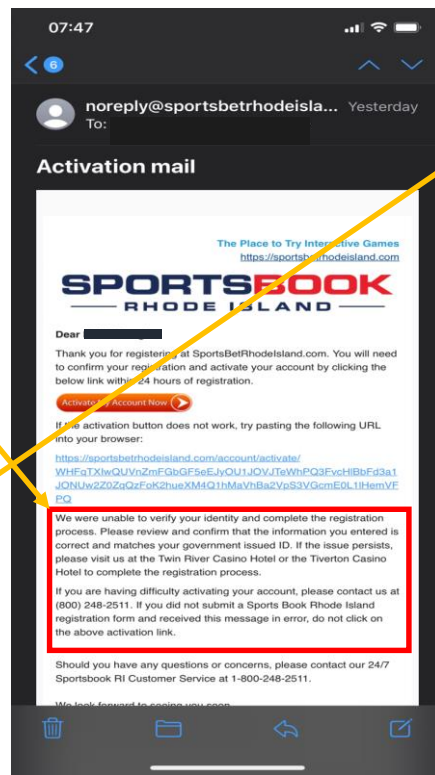 07:47
6
noreply@sportsbetrhodeisla... Yesterday
To:
Activation mail
The Place to Try Interactive Games
https://sportsbetrhodeisland.com
SPORTSBOOK
RHODE ISLAND
Dear
Thank you for registering at SportsBetRhodeIsland.com. You will need
to confirm your registration and activate your account by clicking the
below link within 24 hours of registration.
Activate My Account Now
If the activation button does not work, try pasting the following URL
into your browser:
https://sportsbetrhodeisland.com/account/activate/
We were unable to verify your identity and complete the registration
process. Please review and confirm that the information you entered is
correct and matches your government issued ID. If the issue persists,
please visit us at the Twin River Casino Hotel or the Tiverton Casino
Hotel to complete the registration process.
If you are having difficulty activating your account, please contact us at
(800) 248-2511. If you did not submit a Sports Book Rhode Island
registration form and received this message in error, do not click on
the above activation link.
Should you have any questions or concerns, please contact our 24/7
Sportsbook RI Customer Service at 1-800-248-2511.
We look forward to seeing you soon